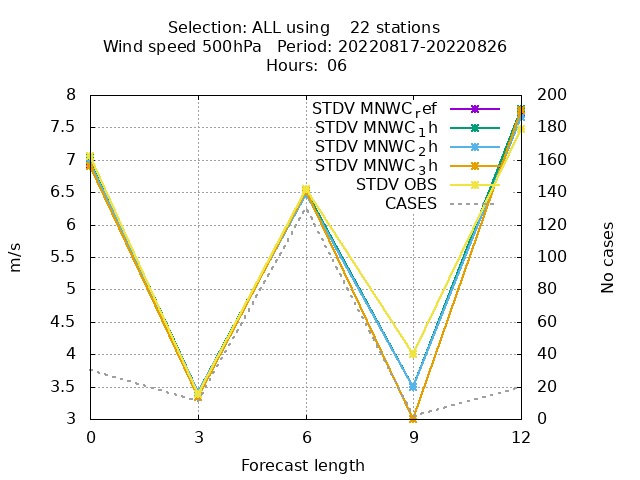 Selection: ALL using    22 stations
Wind speed 500hPa   Period: 20220817-20220826
Hours:  06
STDV MNWC_ref
STDV MNWC_1h
STDV MNWC_2h
STDV MNWC_3h
STDV OBS
CASES
8
7.5
7
6.5
6
5.5
5
4.5
4
3.5
3
200
180
160
140
120
100
80
60
40
20
0
m/s
No cases
0 3 6 9 12
Forecast length